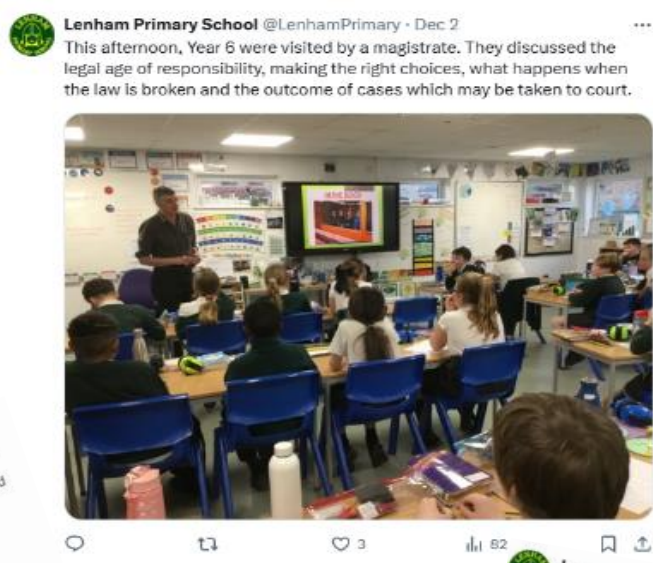 Lenham Primary School @LenhamPrimary · Dec 2
This afternoon, Year 6 were visited by a magistrate. They discussed the
legal age of responsibility, making the right choices, what happens when
the law is broken and the outcome of cases which may be taken to court.
3
82